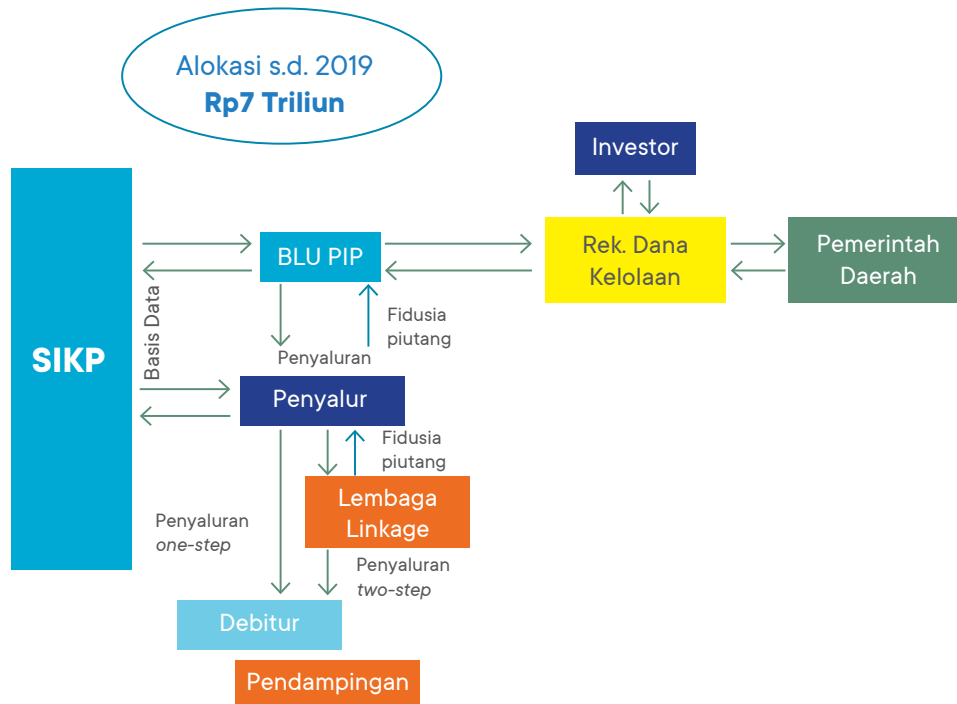 Alokasi s.d. 2019
Rp7 Triliun
Investor
Rek. Dana
Kelolaan
Pemerintah
Daerah
BLU PIP
SIKP
Basis Data
Fidusia
piutang
Penyaluran
Penyalur
Fidusia
piutang
Lembaga
Linkage
Penyaluran
one-step
Penyaluran
two-step
Debitur
Pendampingan